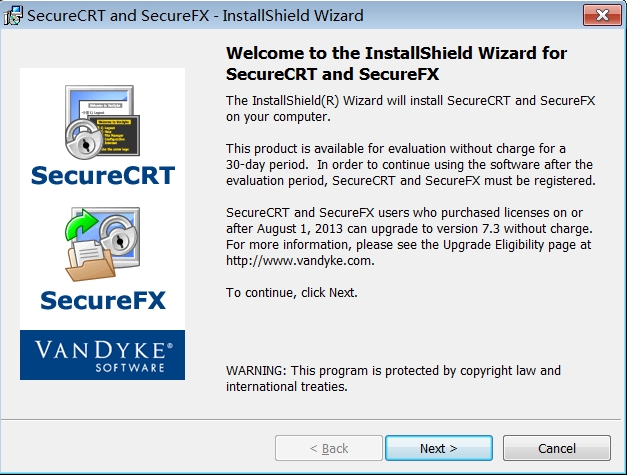 SecureCRT and SecureFX - InstallShield Wizard
Welcome to the InstallShield Wizard for
SecureCRT and SecureFX
The InstallShield(R) Wizard will install SecureCRT and SecureFX
on your computer.
This product is available for evaluation without charge for a
30-day period.  In order to continue using the software after the
evaluation period, SecureCRT and SecureFX must be registered.
SecureCRT and SecureFX users who purchased licenses on or
after August 1, 2013 can upgrade to version 7.3 without charge.
For more information, please see the Upgrade Eligibility page at
http://www.vandyke.com.
To continue, click Next.
WARNING: This program is protected by copyright law and
international treaties.
SecureCRT
SecureFX
VANDYKE®
SOFTWARE
< Back
Next >
Cancel